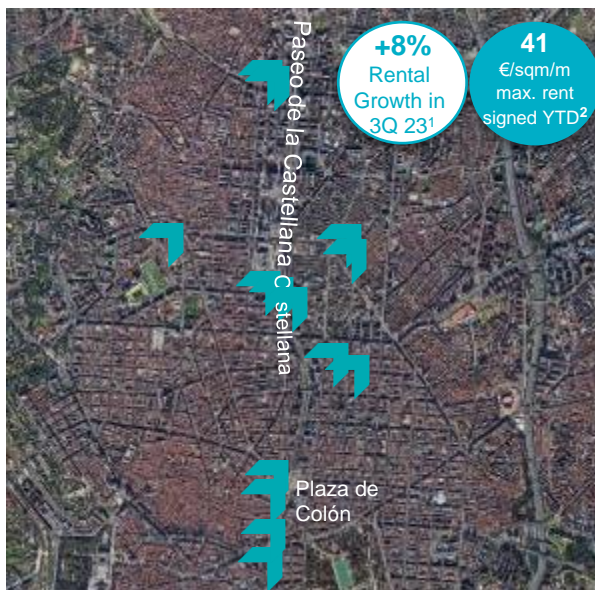 +8%
Rental
Growth in
3Q 23¹
41
€/sqm/m
max. rent
signed YTD²
Paseo de la Castellana C stellana
Plaza de
Colón